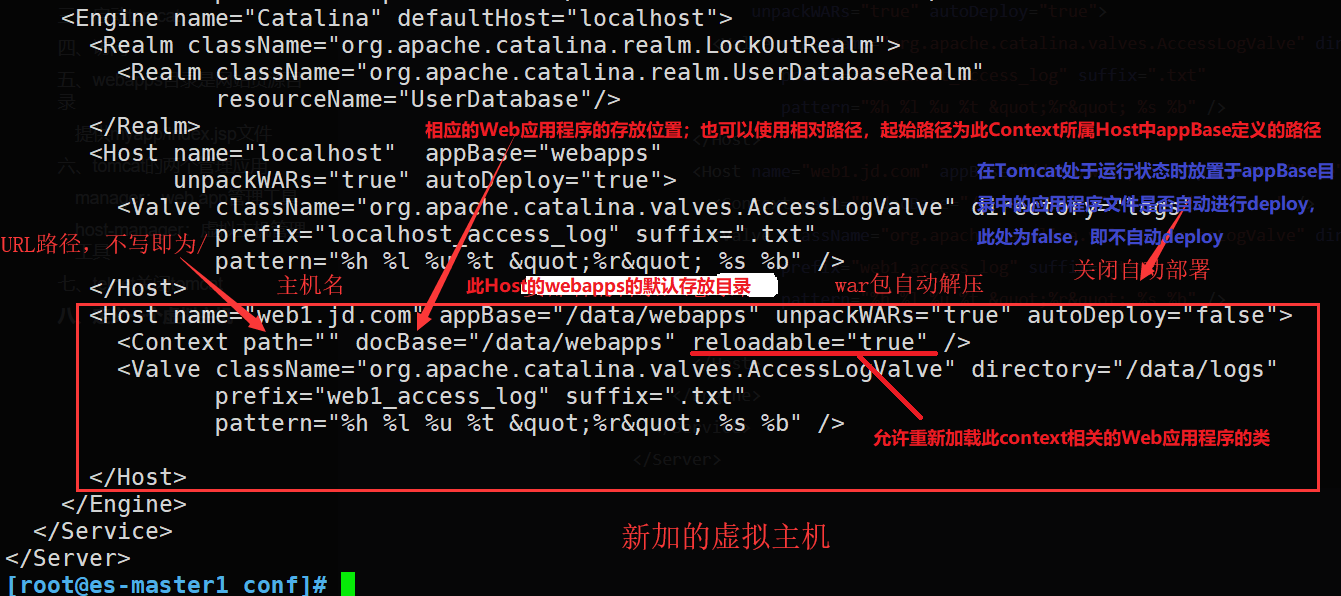 <Engine name="Catalina" defaultHost="localhost">
<Realm className="org.apache.catalina.realm.LockOutRealm">
<Realm className="org.apache.catalina.realm.UserDatabaseRealm"
resourceName="UserDatabase"/>
</Realm>
相应的Web应用程序的存放位置；也可以使用相对路径，起始路径为此Context所属Host中appBase定义的路径
<Host name="localhost"  appBase="webapps"
unpackWARs="true" autoDeploy="true">
在Tomcat处于运行状态时放置于appBase目
录中的应用程序文件是否自动进行deploy，
此处为false，即不自动deploy
<Valve className="org.apache.catalina.valves.AccessLogValve" directory="logs"
prefix="localhost_access_log" suffix=".txt"
pattern="%h %l %u %t &quot;%r&quot; %s %b" />
</Host>
URL路径，不写即为/
主机名
此Host的webapps的默认存放目录
war包自动解压
关闭自动部署
<Host name="web1.jd.com" appBase="/data/webapps" unpackWARs="true" autoDeploy="false">
<Context path="" docBase="/data/webapps" reloadable="true" />
<Valve className="org.apache.catalina.valves.AccessLogValve" directory="/data/logs"
prefix="web1_access_log" suffix=".txt"
pattern="%h %l %u %t &quot;%r&quot; %s %b" />
允许重新加载此context相关的Web应用程序的类
</Host>
</Engine>
</Service>
新加的虚拟主机
</Server>
[root@es-master1 conf]#